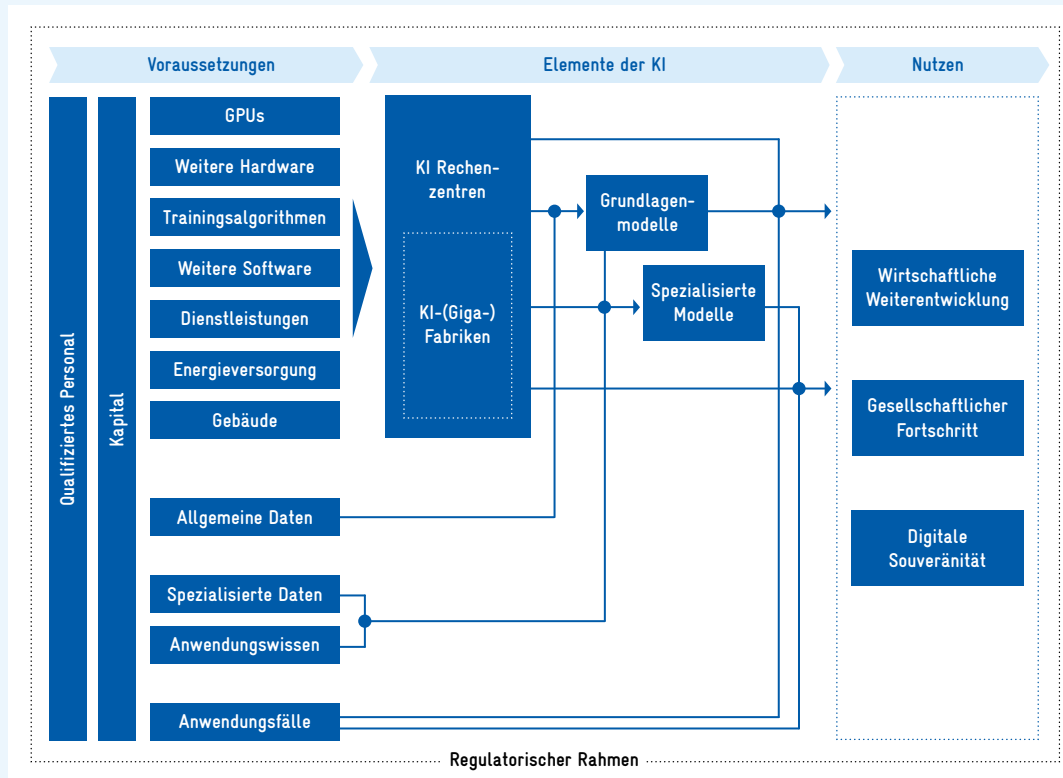 Voraussetzungen
Elemente der KI
Nutzen
Qualifiziertes Personal
Kapital
GPUs
Weitere Hardware
Trainingsalgorithmen
Weitere Software
Dienstleistungen
Energieversorgung
Gebäude
Allgemeine Daten
Spezialisierte Daten
Anwendungswissen
Anwendungsfälle
KI Rechen-
zentren
KI-(Giga-)
Fabriken
Grundlagen-
modelle
Spezialisierte
Modelle
Wirtschaftliche
Weiterentwicklung
Gesellschaftlicher
Fortschritt
Digitale
Souveränität
Regulatorischer Rahmen